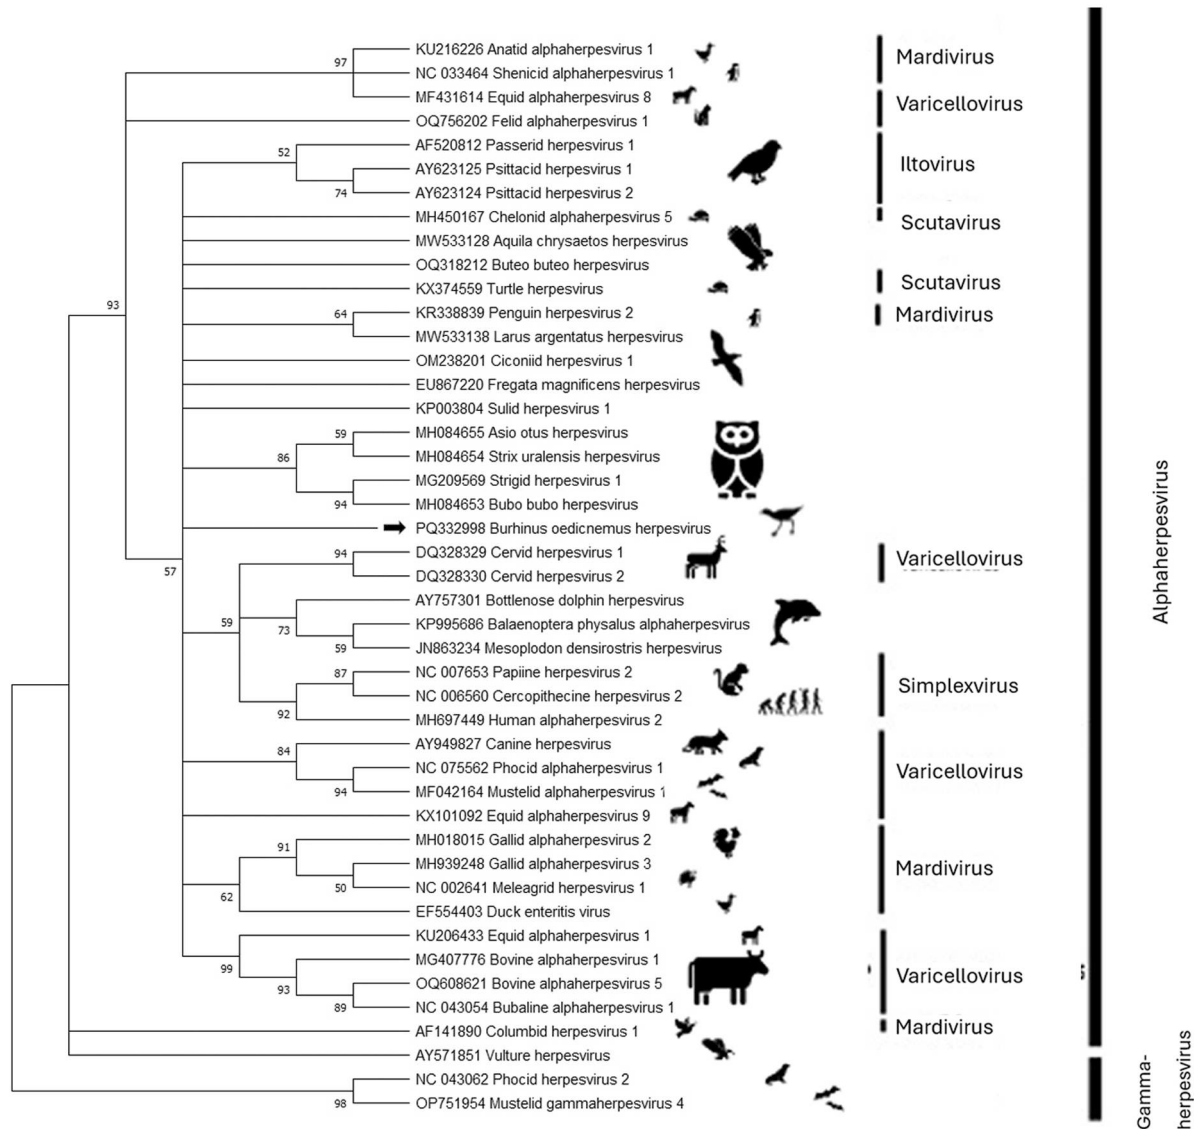 97
KU216226 Anatid alphaherpesvirus 1
NC 033464 Shenicid alphaherpesvirus 1
MF431614 Equid alphaherpesvirus 8
OQ756202 Felid alphaherpesvirus 1
52
AF520812 Passerid herpesvirus 1
AY623125 Psittacid herpesvirus 1
74
AY623124 Psittacid herpesvirus 2
MH450167 Chelonid alphaherpesvirus 5
MW533128 Aquila chrysaetos herpesvirus
OQ318212 Buteo buteo herpesvirus
KX374559 Turtle herpesvirus
93
64
KR338839 Penguin herpesvirus 2
MW533138 Larus argentatus herpesvirus
OM238201 Ciconiid herpesvirus 1
EU867220 Fregata magnificens herpesvirus
KP003804 Sulid herpesvirus 1
59
MH084655 Asio otus herpesvirus
86
MH084654 Strix uralensis herpesvirus
MG209569 Strigid herpesvirus 1
94
MH084653 Bubo bubo herpesvirus
PQ332998 Burhinus oedicnemus herpesvirus
94
DQ328329 Cervid herpesvirus 1
57
DQ328330 Cervid herpesvirus 2
AY757301 Bottlenose dolphin herpesvirus
59
73
KP995686 Balaenoptera physalus alphaherpesvirus
59
JN863234 Mesoplodon densirostris herpesvirus
87
NC 007653 Papiine herpesvirus 2
NC 006560 Cercopithecine herpesvirus 2
92
MH697449 Human alphaherpesvirus 2
84
AY949827 Canine herpesvirus
NC 075562 Phocid alphaherpesvirus 1
94
MF042164 Mustelid alphaherpesvirus 1
KX101092 Equid alphaherpesvirus 9
91
MH018015 Gallid alphaherpesvirus 2
MH939248 Gallid alphaherpesvirus 3
50
NC 002641 Meleagrid herpesvirus 1
62
EF554403 Duck enteritis virus
KU206433 Equid alphaherpesvirus 1
99
MG407776 Bovine alphaherpesvirus 1
93
OQ608621 Bovine alphaherpesvirus 5
89
NC 043054 Bubaline alphaherpesvirus 1
AF141890 Columbid herpesvirus 1
AY571851 Vulture herpesvirus
NC 043062 Phocid herpesvirus 2
98
OP751954 Mustelid gammaherpesvirus 4
Mardivirus
Varicellovirus
Iltovirus
Scutavirus
Scutavirus
Mardivirus
Varicellovirus
Simplexvirus
Varicellovirus
Mardivirus
Varicellovirus
Mardivirus
Alphaherpesvirus
Gamma-
herpesvirus